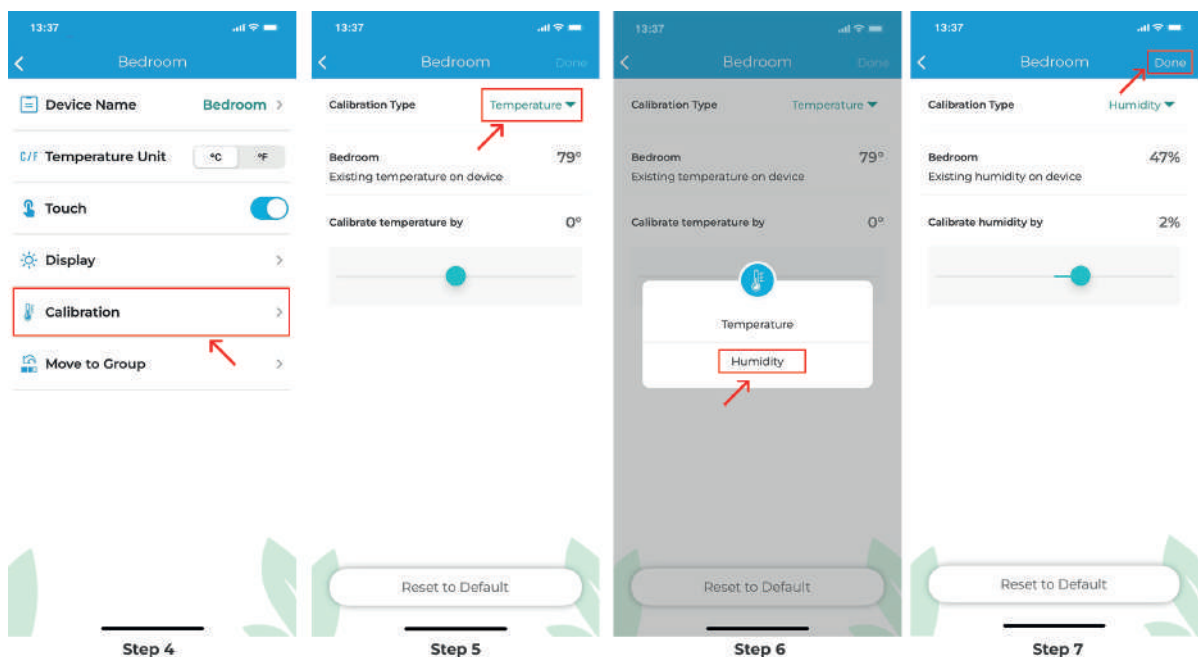 13:37
Bedroom
Device Name Bedroom
C/F Temperature Unit °C °F
Touch
Display
Calibration
Move to Group
Step 4
13:37
Bedroom Done
Calibration Type Temperature
Bedroom 79°
Existing temperature on device
Calibrate temperature by 0°
Reset to Default
Step 5
13:37
Bedroom Done
Calibration Type Temperature
Bedroom 79°
Existing temperature on device
Calibrate temperature by 0°
Temperature
Humidity
Reset to Default
Step 6
13:37
Bedroom Done
Calibration Type Humidity
Bedroom 47%
Existing humidity on device
Calibrate humidity by 2%
Reset to Default
Step 7